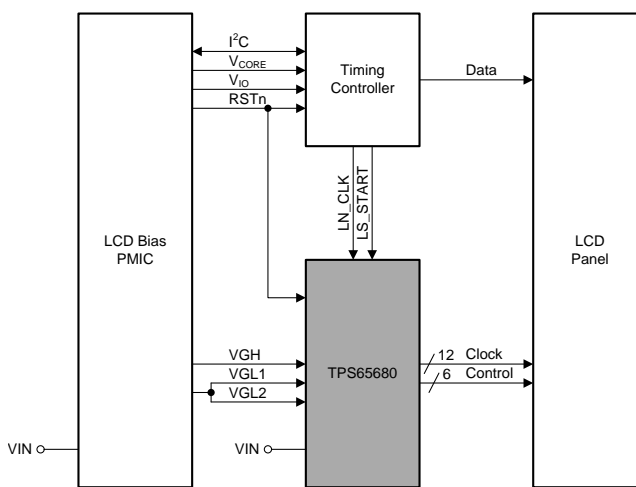 I²C
V_CORE
V_IO
RSTn
Timing
Controller
Data
LN_CLK
LS_START
LCD Bias
PMIC
LCD
Panel
VGH
VGL1
VGL2
TPS65680
12 Clock
6 Control
VIN
VIN